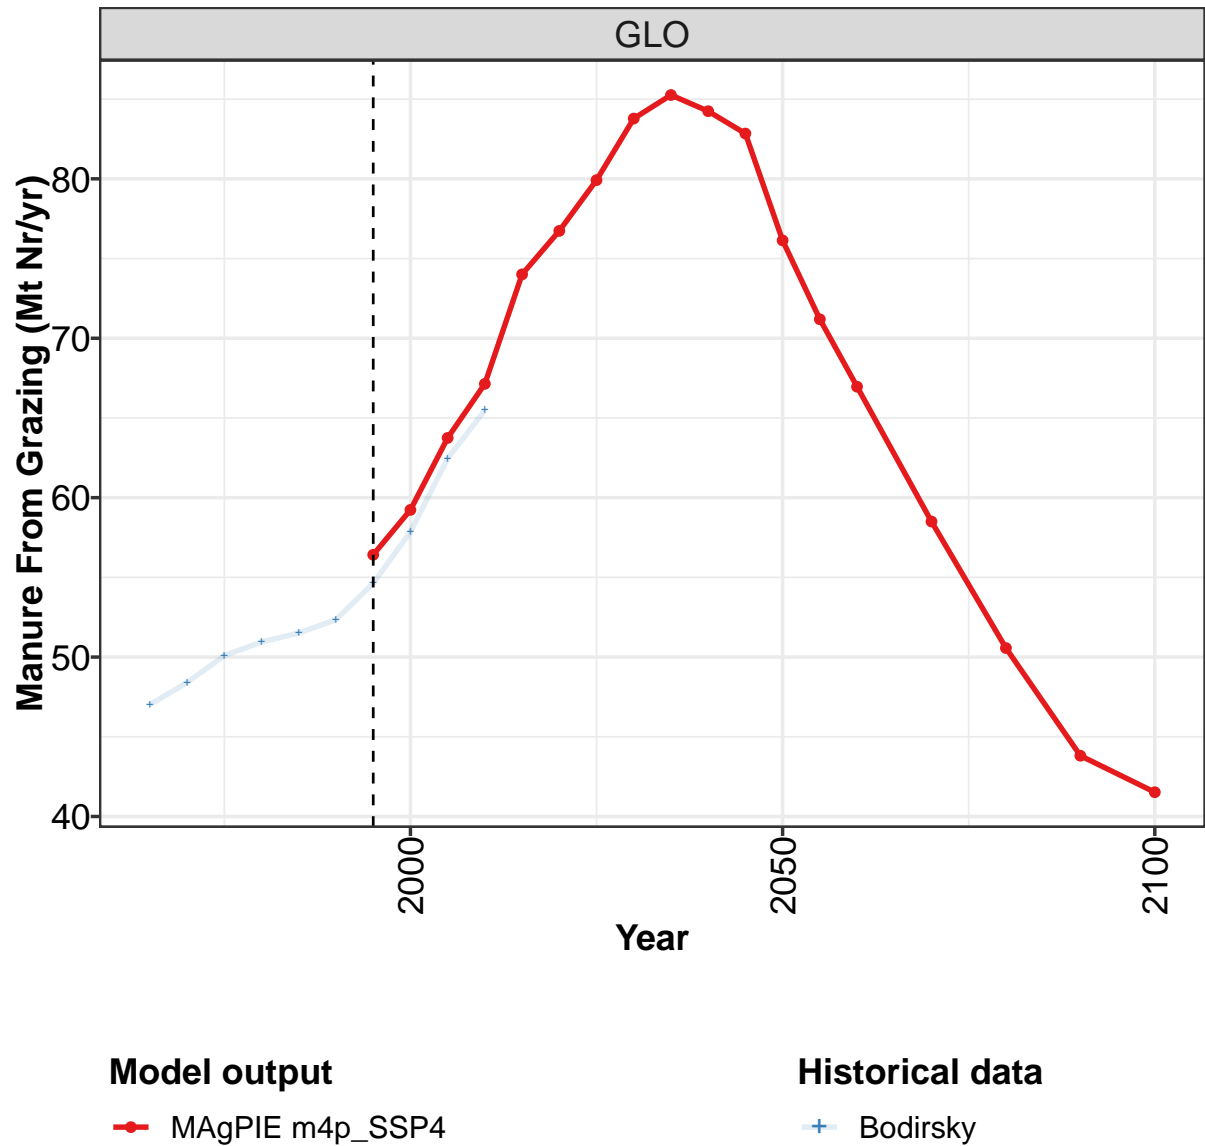 GLO
Manure From Grazing (Mt Nr/yr)
80
70
60
50
40
2000
2050
2100
Year
Model output
MAgPIE m4p_SSP4
Historical data
Bodirsky